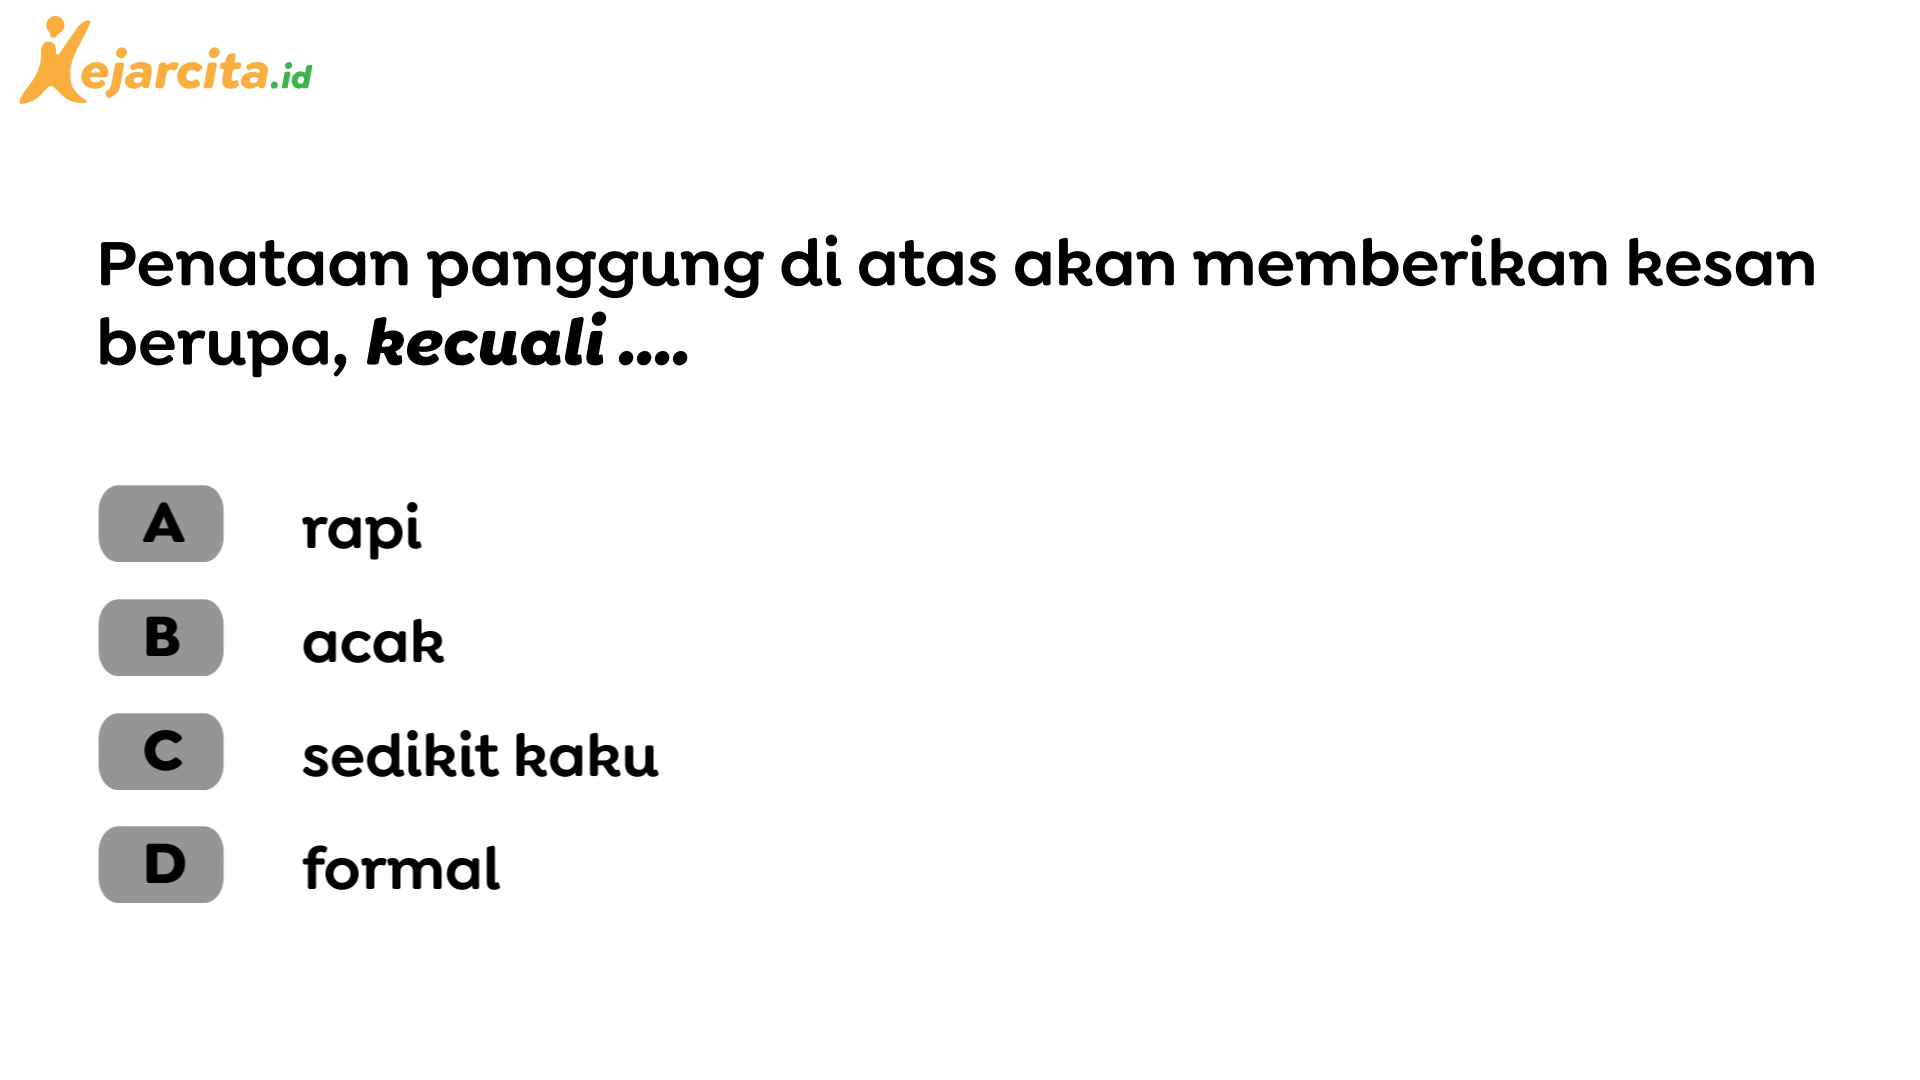 Kejarcita.id
Penataan panggung di atas akan memberikan kesan
berupa, kecuali ....
A rapi
B acak
C sedikit kaku
D formal